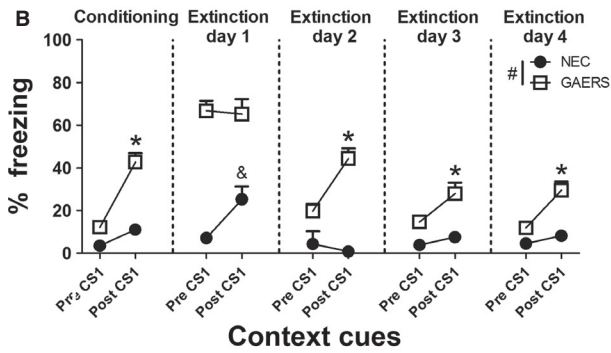 B
Conditioning Extinction Extinction Extinction Extinction
day 1 day 2 day 3 day 4
100
80
60
40
20
0
% freezing
# NEC
GAERS
* & * * *
Pre CS1 Post CS1 Pre CS1 Post CS1 Pre CS1 Post CS1 Pre CS1 Post CS1
Post CS1
Context cues